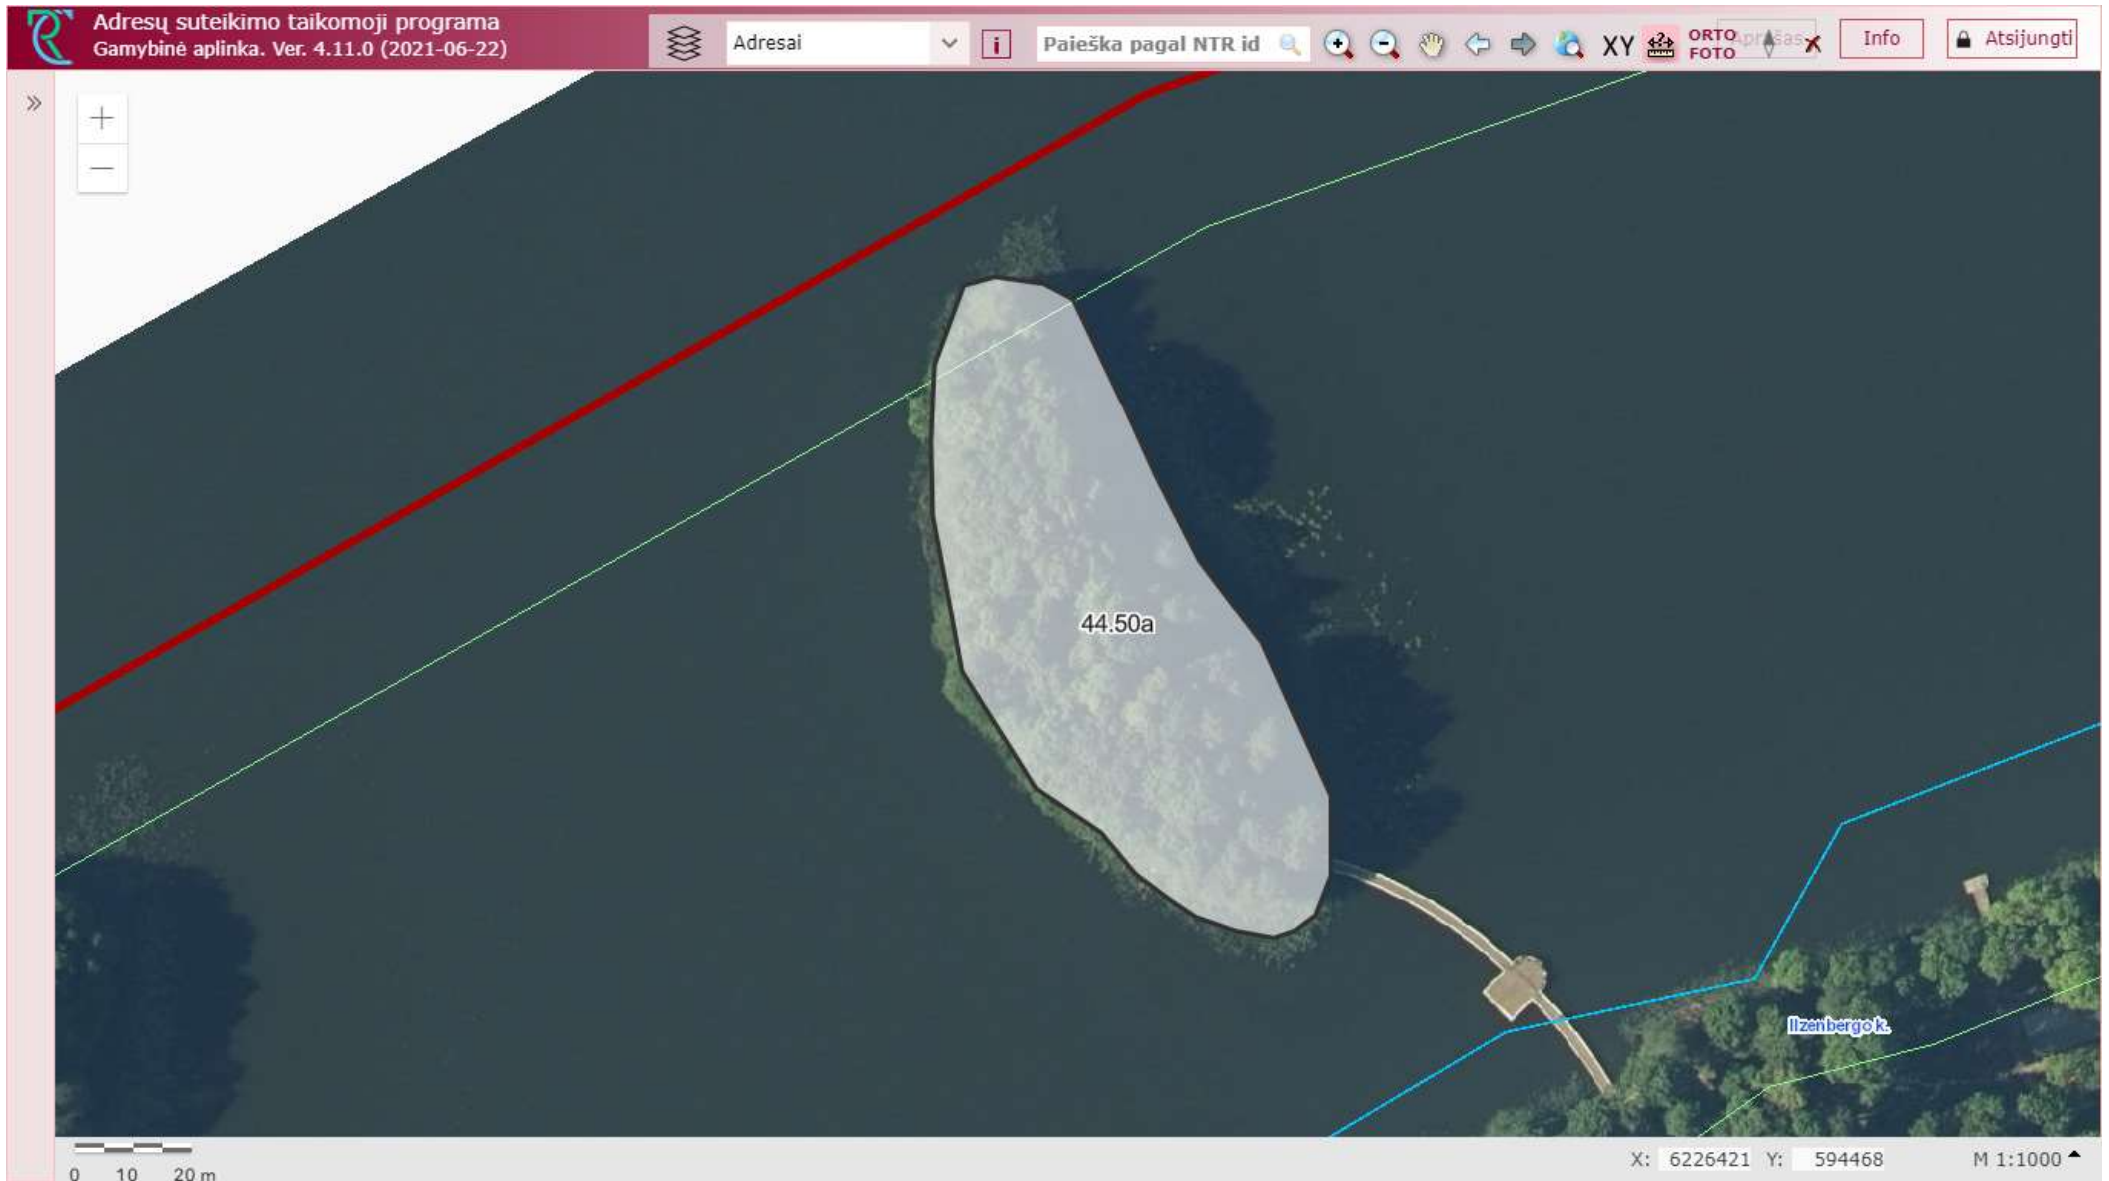 Adresų suteikimo taikomoji programa
Gamybinė aplinka. Ver. 4.11.0 (2021-06-22)
Adresai
i
Paieška pagal NTR id
XY
ORTO
FOTO
Aprašas
Info
Atsijungti
»
+
—
44.50a
Ilzenbergo k.
0 10 20 m
X: 6226421 Y: 594468
M 1:1000